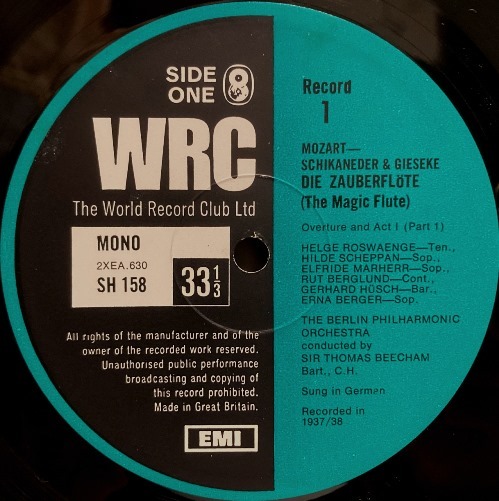 SIDE
ONE
WRC
The World Record Club Ltd
MONO
2XEA.630
SH 158
33 1/3
All rights of the manufacturer and of the
owner of the recorded work reserved.
Unauthorised public performance
broadcasting and copying of
this record prohibited.
Made in Great Britain.
EMI
Record
1
MOZART—
SCHIKANEDER & GIESEKE
DIE ZAUBERFLöTE
(The Magic Flute)
Overture and Act I (Part 1)
HELGE ROSWAENGE—Ten.,
HILDE SCHEPPAN—Sop.,
ELFRIDE MARHERR—Sop.,
RUT BERGLUND—Cont.,
GERHARD HÜSCH—Bar.,
ERNA BERGER—Sop.
THE BERLIN PHILHARMONIC
ORCHESTRA
conducted by
SIR THOMAS BEECHAM
Bart., C.H.
Sung in German
Recorded in
1937/38